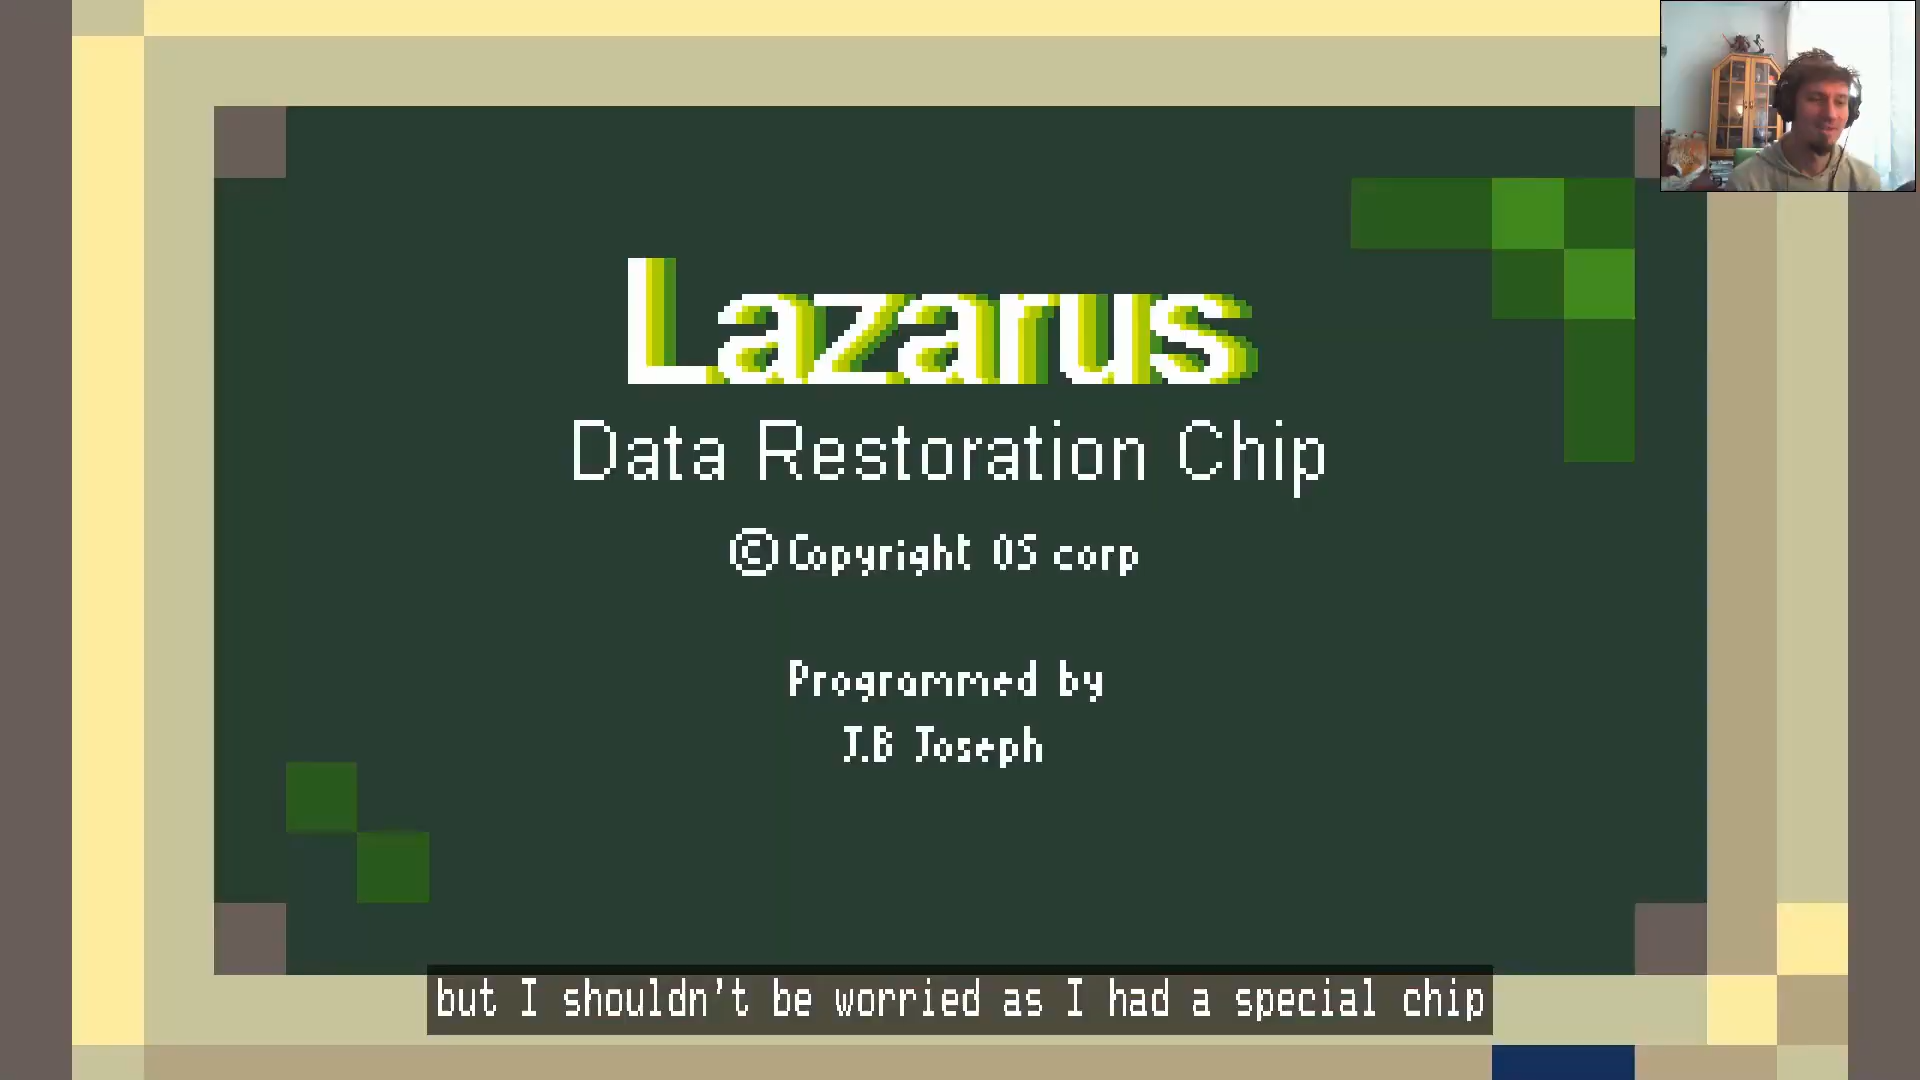 Lazarus
Data Restoration Chip
©Copyright OS corp
Programmed by
J.B Joseph
but I shouldn't be worried as I had a special chip